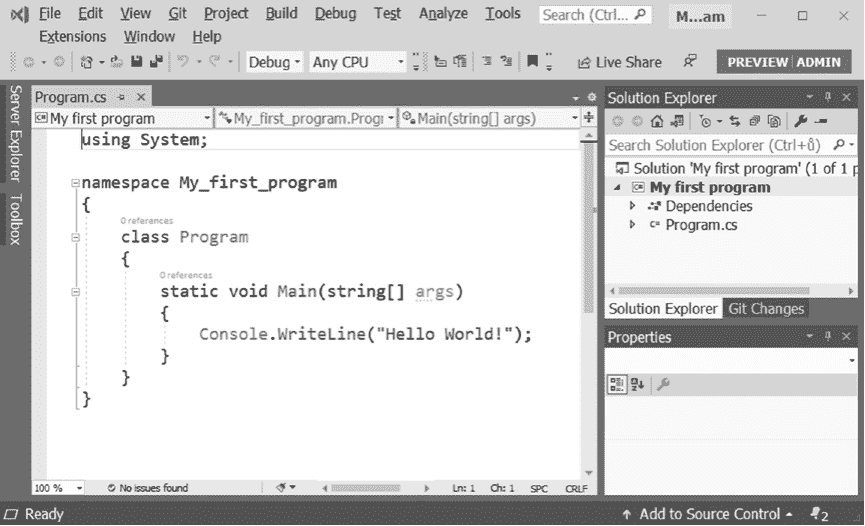 File Edit View Git Project Build Debug Test Analyze Tools Search (Ctrl... M...am
Extensions Window Help
Debug Any CPU Live Share PREVIEW ADMIN
Server Explorer
Toolbox
Program.cs
My first program My_first_program.Progr Main(string[] args)
using System;
namespace My_first_program
{
0 references
class Program
{
0 references
static void Main(string[] args)
{
Console.WriteLine("Hello World!");
}
}
}
100 % No issues found Ln: 1 Ch: 1 SPC CRLF
Solution Explorer
Search Solution Explorer (Ctrl+ů)
Solution 'My first program' (1 of 1 p
My first program
Dependencies
C# Program.cs
Solution Explorer Git Changes
Properties
Ready Add to Source Control 2